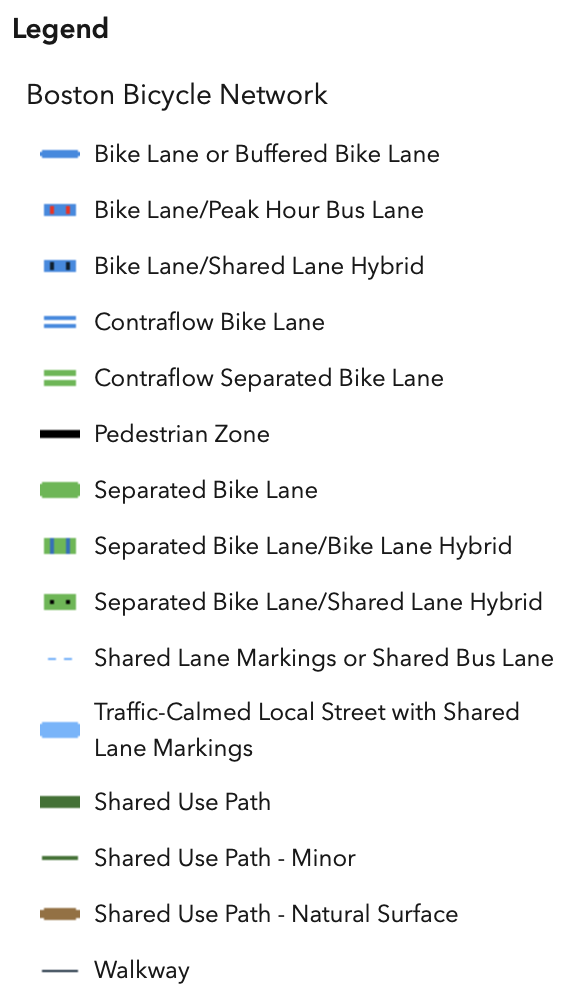 Legend
Boston Bicycle Network
Bike Lane or Buffered Bike Lane
Bike Lane/Peak Hour Bus Lane
Bike Lane/Shared Lane Hybrid
Contraflow Bike Lane
Contraflow Separated Bike Lane
Pedestrian Zone
Separated Bike Lane
Separated Bike Lane/Bike Lane Hybrid
Separated Bike Lane/Shared Lane Hybrid
Shared Lane Markings or Shared Bus Lane
Traffic-Calmed Local Street with Shared
Lane Markings
Shared Use Path
Shared Use Path - Minor
Shared Use Path - Natural Surface
Walkway